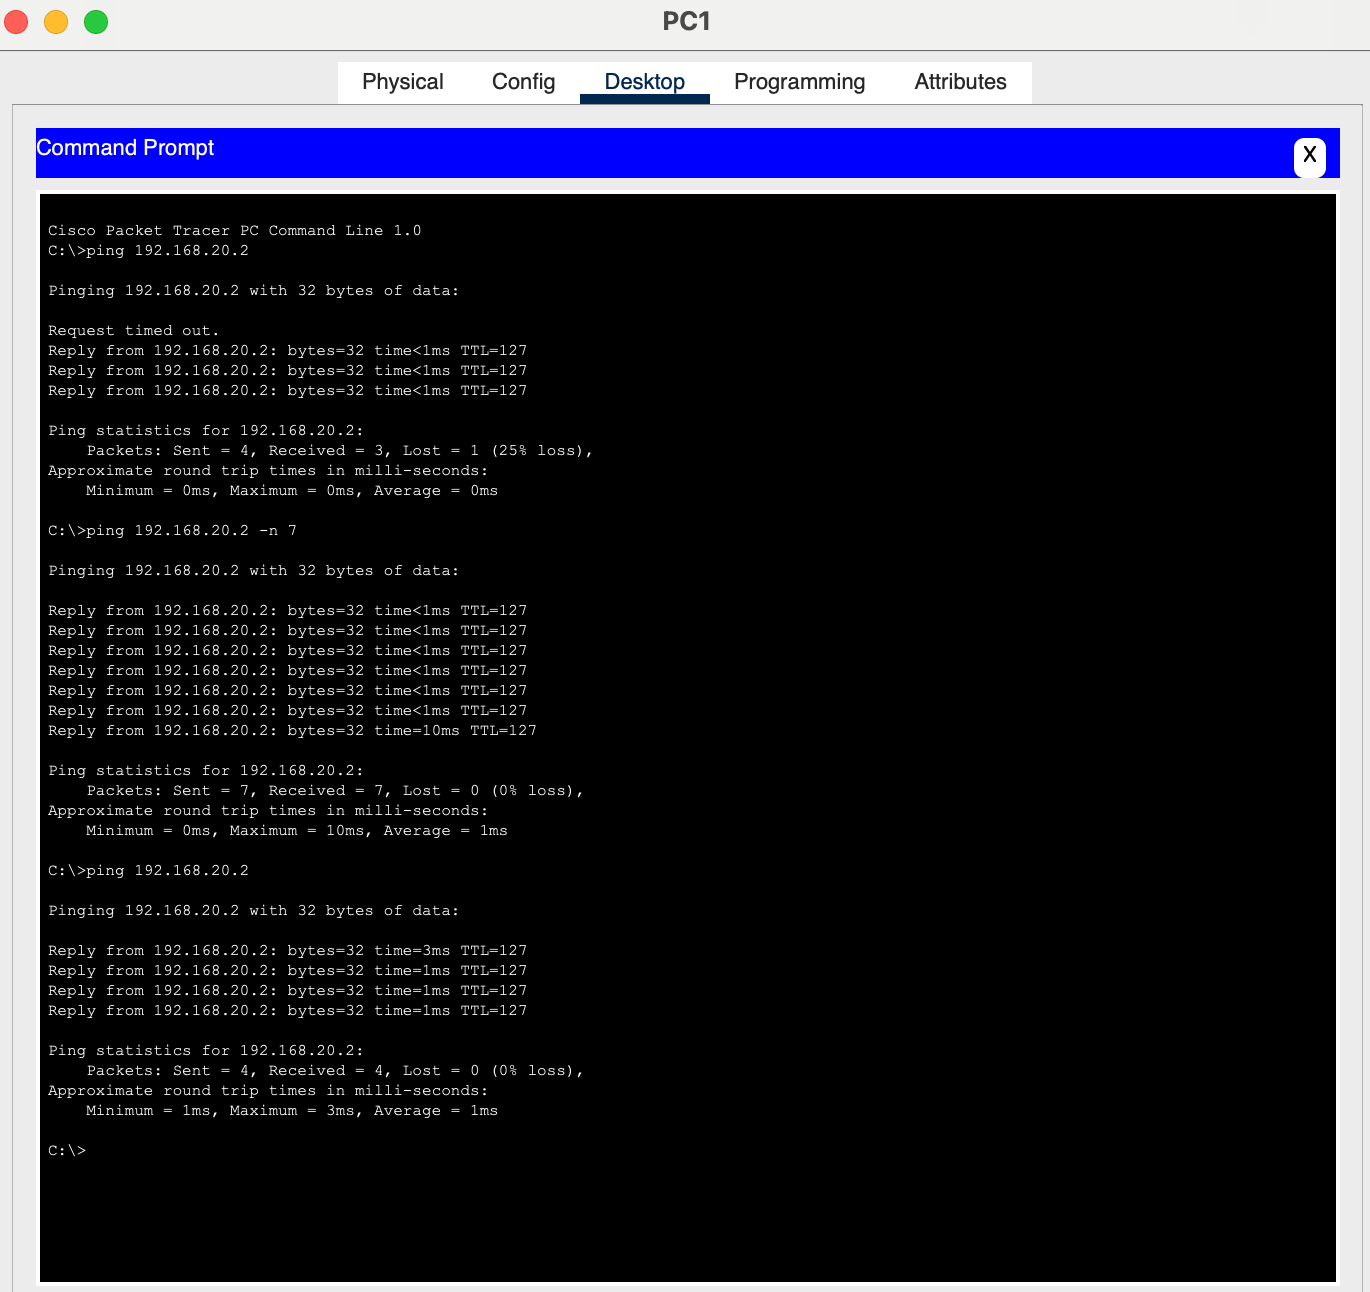 PC1
Physical Config Desktop Programming Attributes
Command Prompt
X
Cisco Packet Tracer PC Command Line 1.0
C:\>ping 192.168.20.2
Pinging 192.168.20.2 with 32 bytes of data:
Request timed out.
Reply from 192.168.20.2: bytes=32 time<1ms TTL=127
Reply from 192.168.20.2: bytes=32 time<1ms TTL=127
Reply from 192.168.20.2: bytes=32 time<1ms TTL=127
Ping statistics for 192.168.20.2:
Packets: Sent = 4, Received = 3, Lost = 1 (25% loss),
Approximate round trip times in milli-seconds:
Minimum = 0ms, Maximum = 0ms, Average = 0ms
C:\>ping 192.168.20.2 -n 7
Pinging 192.168.20.2 with 32 bytes of data:
Reply from 192.168.20.2: bytes=32 time<1ms TTL=127
Reply from 192.168.20.2: bytes=32 time<1ms TTL=127
Reply from 192.168.20.2: bytes=32 time<1ms TTL=127
Reply from 192.168.20.2: bytes=32 time<1ms TTL=127
Reply from 192.168.20.2: bytes=32 time<1ms TTL=127
Reply from 192.168.20.2: bytes=32 time<1ms TTL=127
Reply from 192.168.20.2: bytes=32 time=10ms TTL=127
Ping statistics for 192.168.20.2:
Packets: Sent = 7, Received = 7, Lost = 0 (0% loss),
Approximate round trip times in milli-seconds:
Minimum = 0ms, Maximum = 10ms, Average = 1ms
C:\>ping 192.168.20.2
Pinging 192.168.20.2 with 32 bytes of data:
Reply from 192.168.20.2: bytes=32 time=3ms TTL=127
Reply from 192.168.20.2: bytes=32 time=1ms TTL=127
Reply from 192.168.20.2: bytes=32 time=1ms TTL=127
Reply from 192.168.20.2: bytes=32 time=1ms TTL=127
Ping statistics for 192.168.20.2:
Packets: Sent = 4, Received = 4, Lost = 0 (0% loss),
Approximate round trip times in milli-seconds:
Minimum = 1ms, Maximum = 3ms, Average = 1ms
C:\>